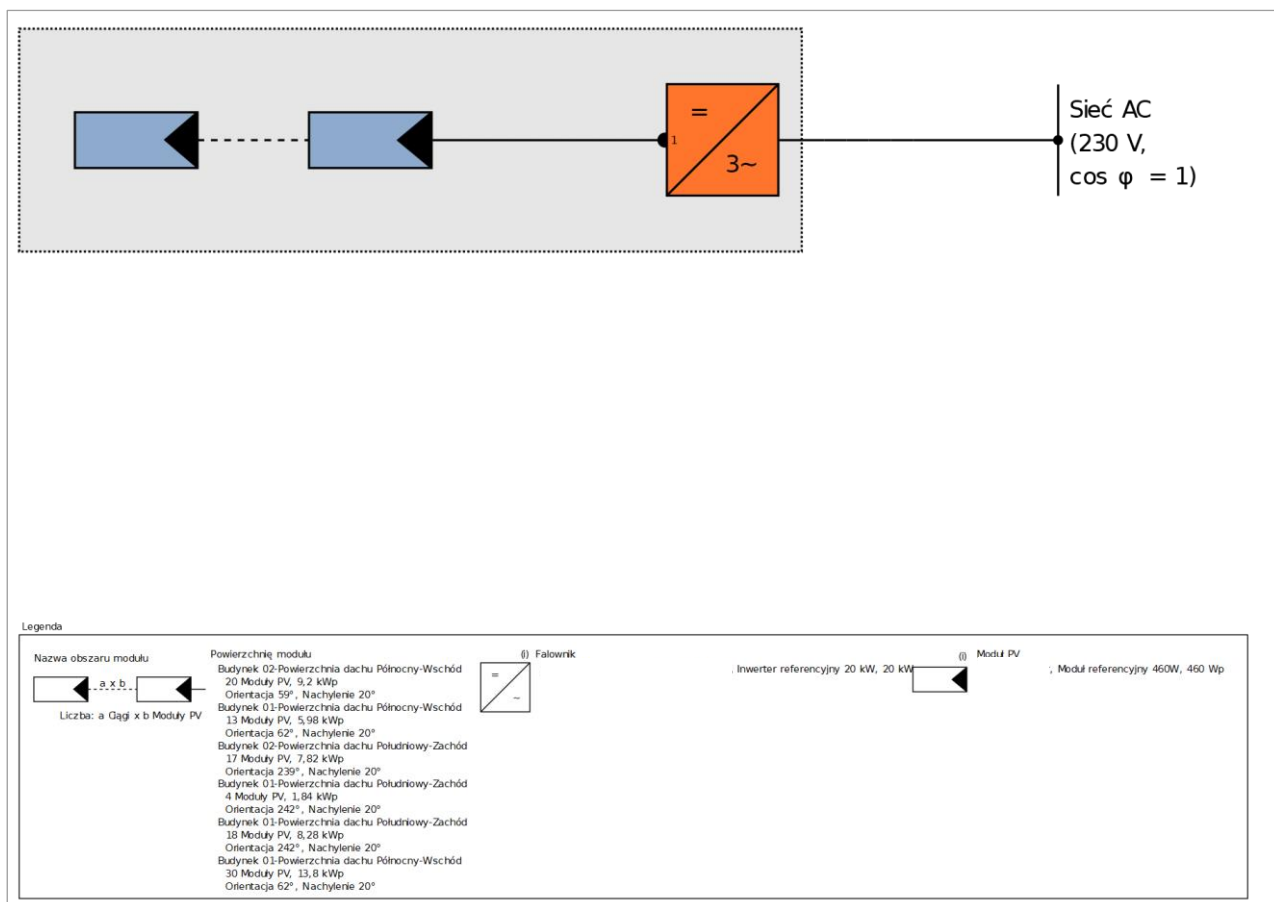 =
1
3~
Sieć AC
(230 V,
cos φ = 1)
Legenda
Nazwa obszaru modułu
a x b
Liczba: a Ciągi x b Moduły PV
Powierzchnię modułu
Budynek 02-Powierzchnia dachu Północny-Wschód
20 Moduły PV, 9,2 kWp
Orientacja 59°, Nachylenie 20°
Budynek 01-Powierzchnia dachu Północny-Wschód
13 Moduły PV, 5,98 kWp
Orientacja 62°, Nachylenie 20°
Budynek 02-Powierzchnia dachu Południowy-Zachód
17 Moduły PV, 7,82 kWp
Orientacja 239°, Nachylenie 20°
Budynek 01-Powierzchnia dachu Południowy-Zachód
4 Moduły PV, 1,84 kWp
Orientacja 242°, Nachylenie 20°
Budynek 01-Powierzchnia dachu Południowy-Zachód
18 Moduły PV, 8,28 kWp
Orientacja 242°, Nachylenie 20°
Budynek 01-Powierzchnia dachu Północny-Wschód
30 Moduły PV, 13,8 kWp
Orientacja 62°, Nachylenie 20°
(i) Falownik
=
~
, Inwerter referencyjny 20 kW, 20 kW
(i) Moduł PV
, Moduł referencyjny 460W, 460 Wp